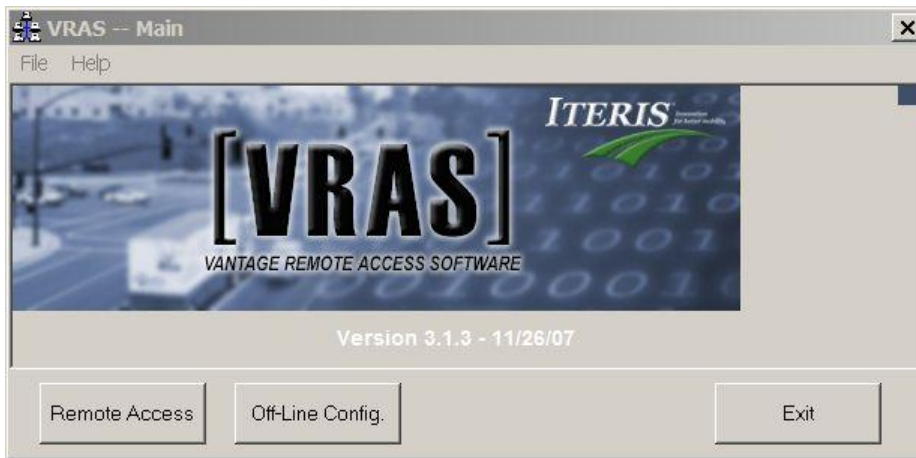 VRAS -- Main
File Help
ITERIS
[VRAS]
VANTAGE REMOTE ACCESS SOFTWARE
Version 3.1.3 - 11/26/07
Remote Access
Off-Line Config.
Exit